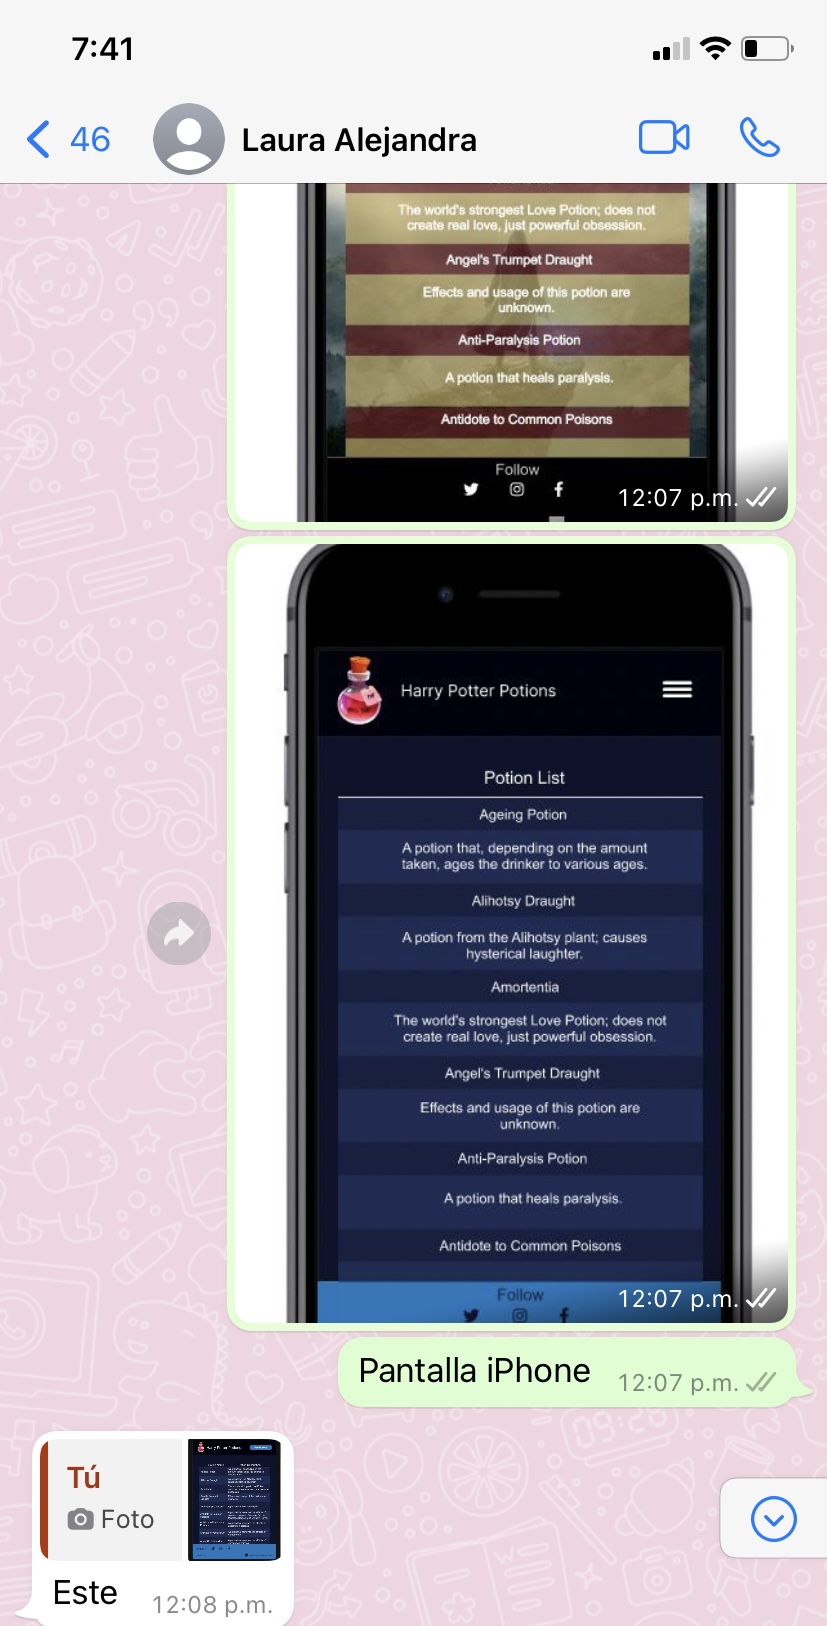 7:41
46
Laura Alejandra
The world's strongest Love Potion; does not
create real love, just powerful obsession.
Angel's Trumpet Draught
Effects and usage of this potion are
unknown.
Anti-Paralysis Potion
A potion that heals paralysis.
Antidote to Common Poisons
Follow
12:07 p.m.
Harry Potter Potions
Potion List
Ageing Potion
A potion that, depending on the amount
taken, ages the drinker to various ages.
Alihotsy Draught
A potion from the Alihotsy plant; causes
hysterical laughter.
Amortentia
The world's strongest Love Potion; does not
create real love, just powerful obsession.
Angel's Trumpet Draught
Effects and usage of this potion are
unknown.
Anti-Paralysis Potion
A potion that heals paralysis.
Antidote to Common Poisons
Follow
12:07 p.m.
Pantalla iPhone 12:07 p.m.
Tú
Foto
Harry Potter Potions
Este 12:08 p.m.